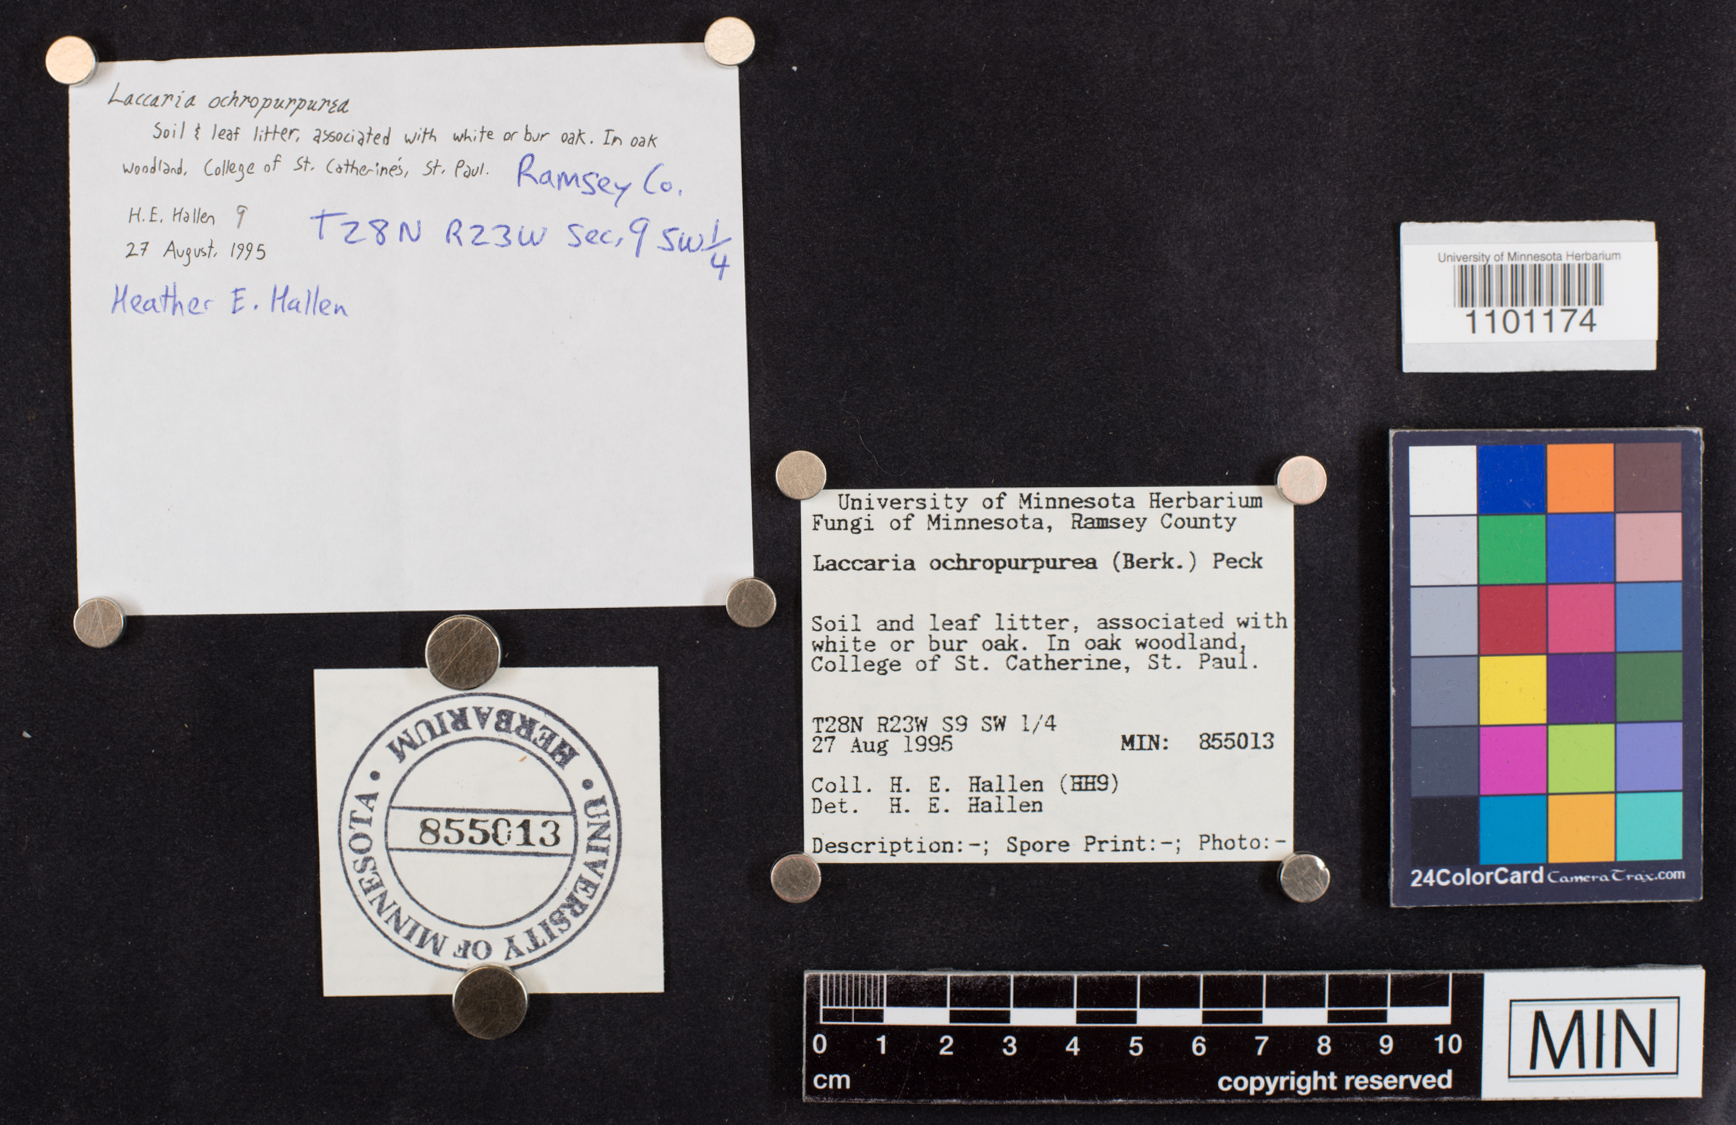 Laccaria ochropurpurea
Soil & leaf litter, associated with white or bur oak. In oak
woodland, College of St. Catherine's, St. Paul. Ramsey Co.
H.E. Hallen 9
T28N R23W Sec, 9 SW 1/4
27 August, 1995
Heather E. Hallen
University of Minnesota Herbarium
1101174
University of Minnesota Herbarium
Fungi of Minnesota, Ramsey County
Laccaria ochropurpurea (Berk.) Peck
Soil and leaf litter, associated with
white or bur oak. In oak woodland,
College of St. Catherine, St. Paul.
T28N R23W S9 SW 1/4
27 Aug 1995 MIN: 855013
Coll. H. E. Hallen (HH9)
Det. H. E. Hallen
Description:-; Spore Print:-; Photo:-
HERBARIUM • UNIVERSITY OF MINNESOTA •
855013
24ColorCard CameraTrax.com
0 1 2 3 4 5 6 7 8 9 10
cm copyright reserved
MIN